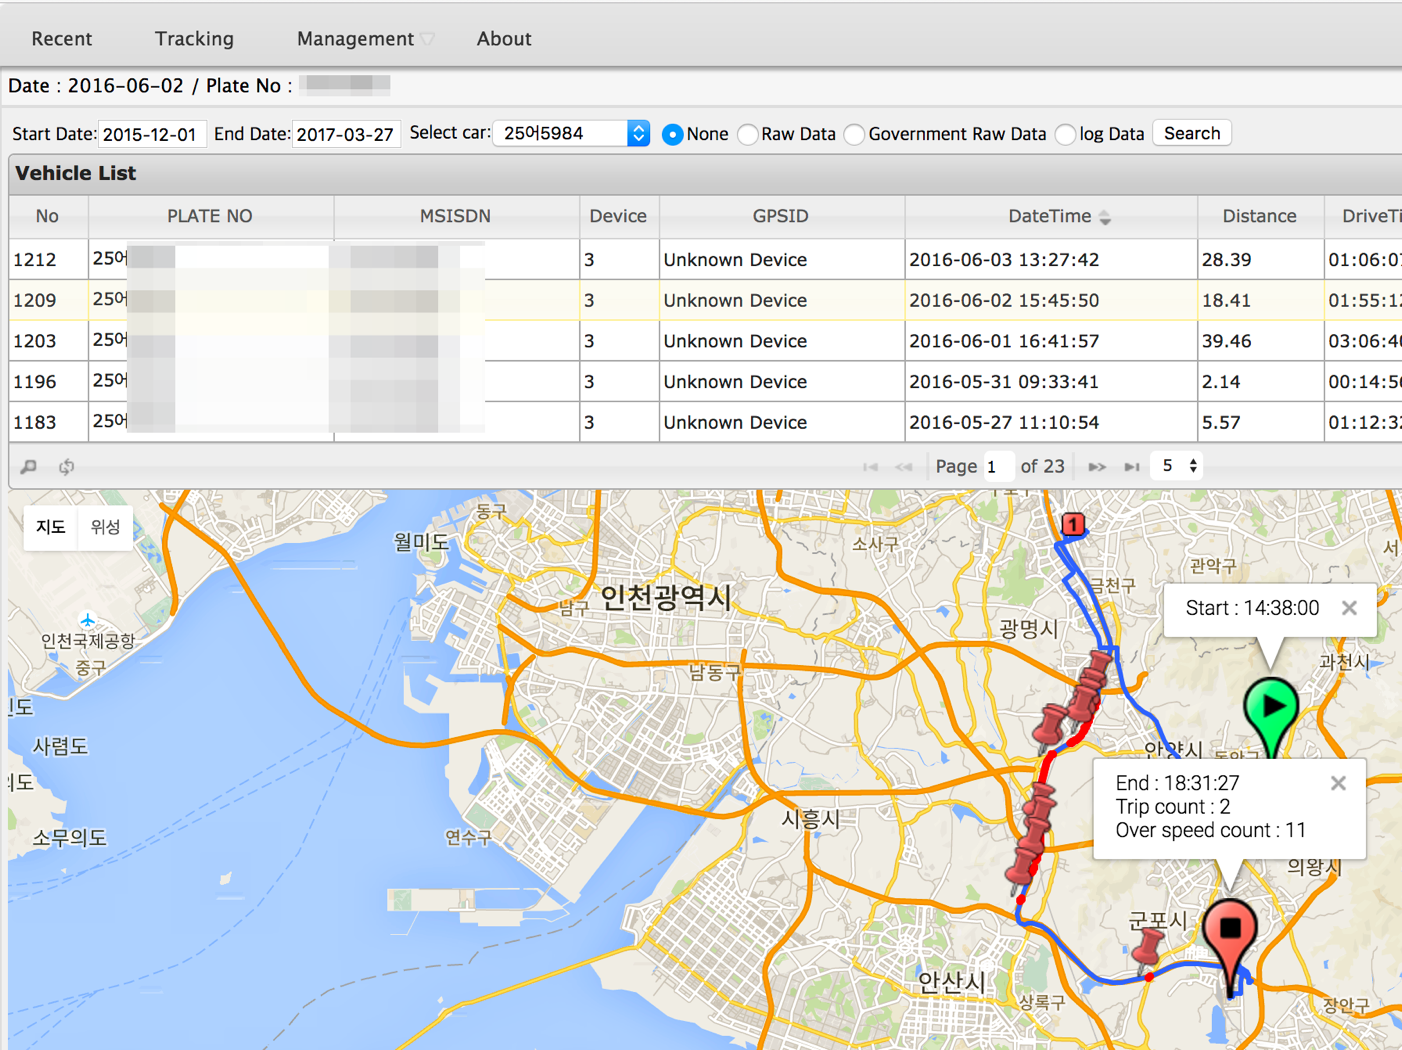 Recent Tracking Management About
Date : 2016-06-02 / Plate No :
Start Date: 2015-12-01 End Date: 2017-03-27 Select car: 25어5984 None Raw Data Government Raw Data log Data Search
Vehicle List
No PLATE NO MSISDN Device GPSID DateTime Distance DriveTi
1212 25어 3 Unknown Device 2016-06-03 13:27:42 28.39 01:06:07
1209 25어 3 Unknown Device 2016-06-02 15:45:50 18.41 01:55:12
1203 25어 3 Unknown Device 2016-06-01 16:41:57 39.46 03:06:40
1196 25어 3 Unknown Device 2016-05-31 09:33:41 2.14 00:14:56
1183 25어 3 Unknown Device 2016-05-27 11:10:54 5.57 01:12:32
Page 1 of 23 5
지도 위성
동구
월미도
1
소사구
관악구
서
금천구
인천광역시
남구
Start : 14:38:00
광명시
인천국제공항
중구
남동구
과천시
도
사렴도
안양시
동안구
End : 18:31:27
Trip count : 2
Over speed count : 11
의도
시흥시
소무의도
연수구
의왕시
군포시
안산시
상록구
장안구